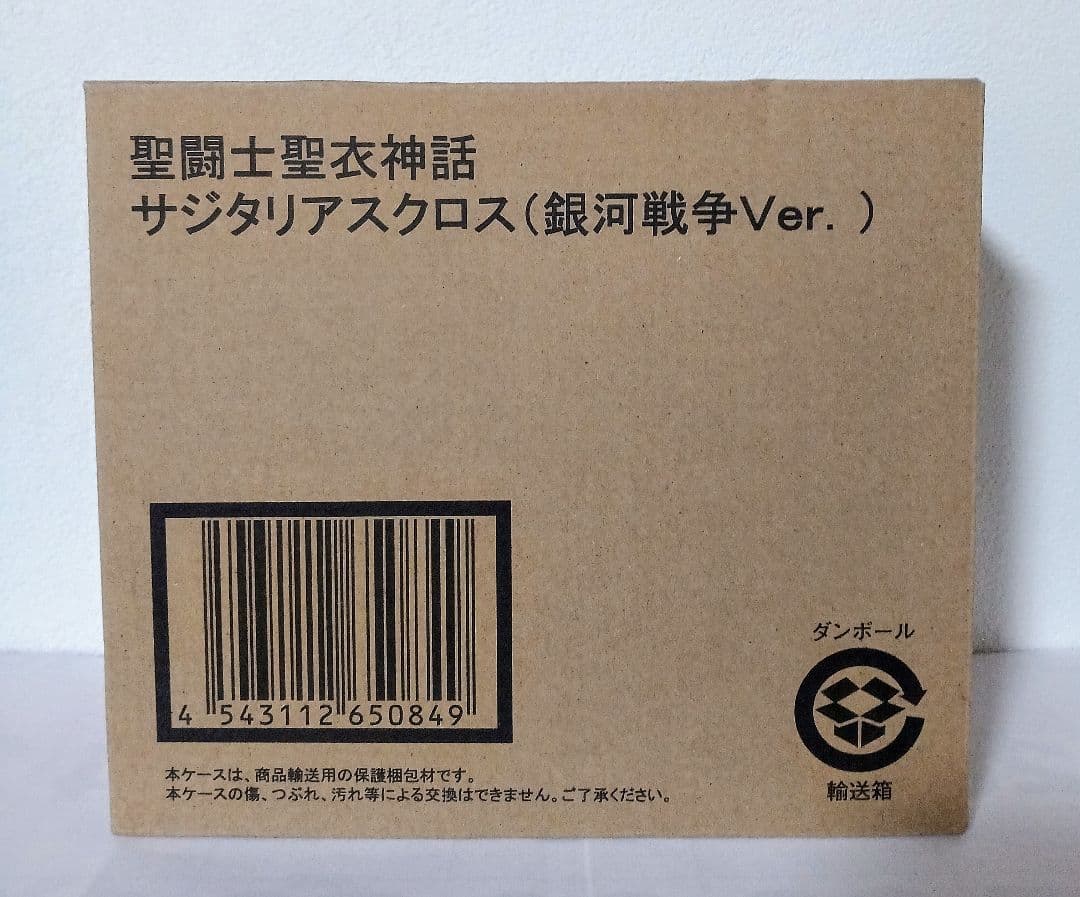 聖闘士聖衣神話
サジタリアスクロス(銀河戦争Ver. )
4 543112 650849
本ケースは、商品輸送用の保護梱包材です。
本ケースの傷、つぶれ、汚れ等による交換はできません。ご了承ください。
ダンボール
輸送箱